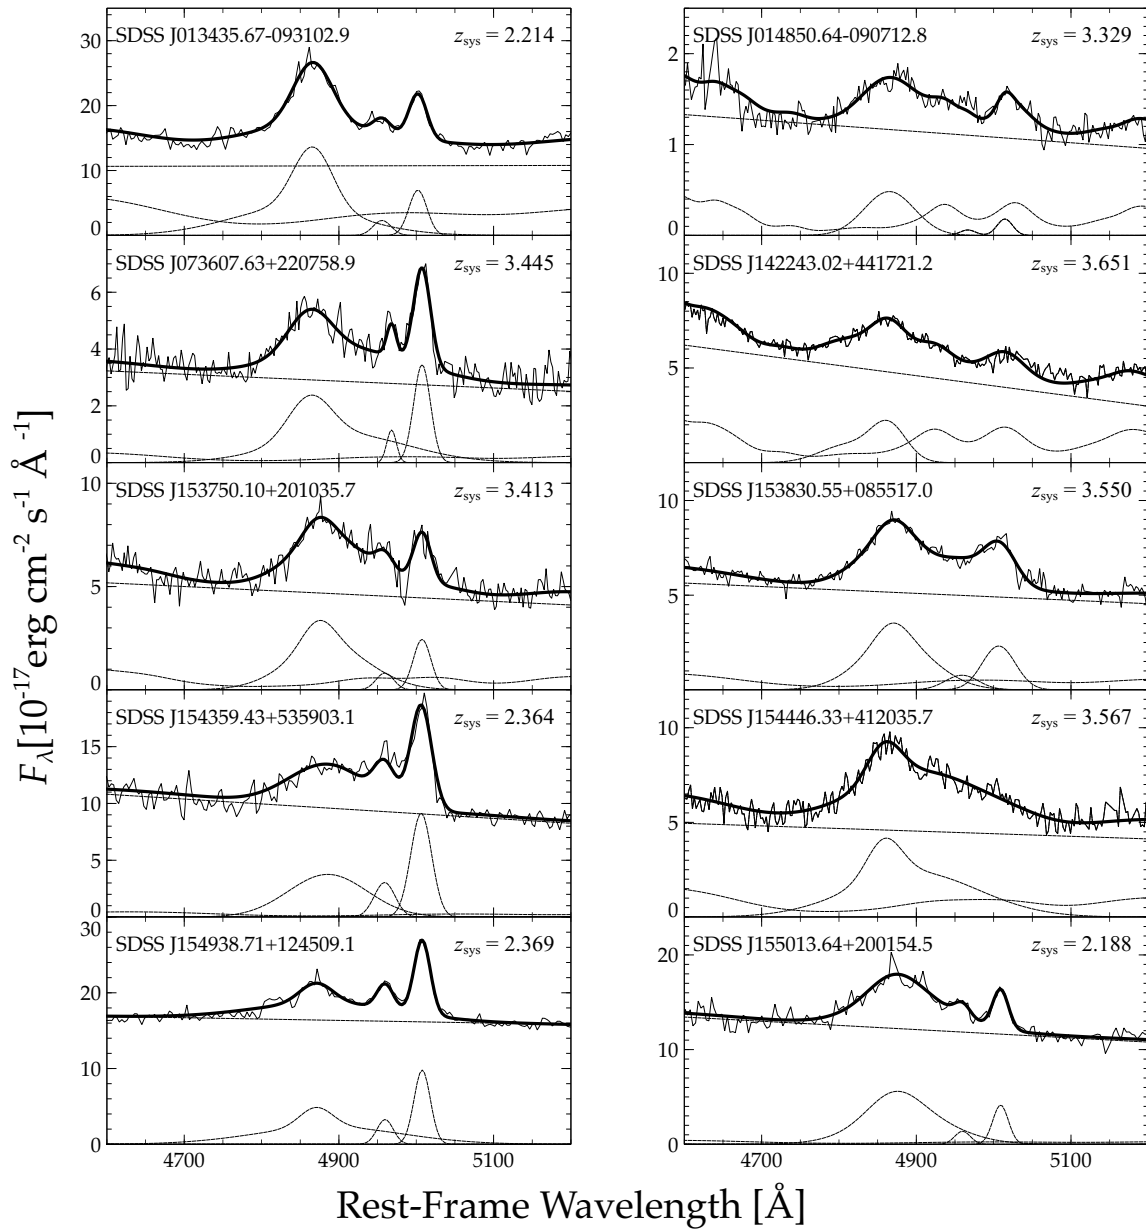 SDSS J013435.67-093102.9 z_sys = 2.214
30
20
10
0
SDSS J014850.64-090712.8 z_sys = 3.329
2
1
0
SDSS J073607.63+220758.9 z_sys = 3.445
6
4
2
0
SDSS J142243.02+441721.2 z_sys = 3.651
10
5
SDSS J153750.10+201035.7 z_sys = 3.413
10
5
0
SDSS J153830.55+085517.0 z_sys = 3.550
10
5
0
SDSS J154359.43+535903.1 z_sys = 2.364
15
10
5
0
SDSS J154446.33+412035.7 z_sys = 3.567
10
5
0
SDSS J154938.71+124509.1 z_sys = 2.369
30
20
10
0
4700 4900 5100
SDSS J155013.64+200154.5 z_sys = 2.188
20
10
0
4700 4900 5100
F_λ[10⁻¹⁷erg cm⁻² s⁻¹ Å ⁻¹]
Rest-Frame Wavelength [Å]